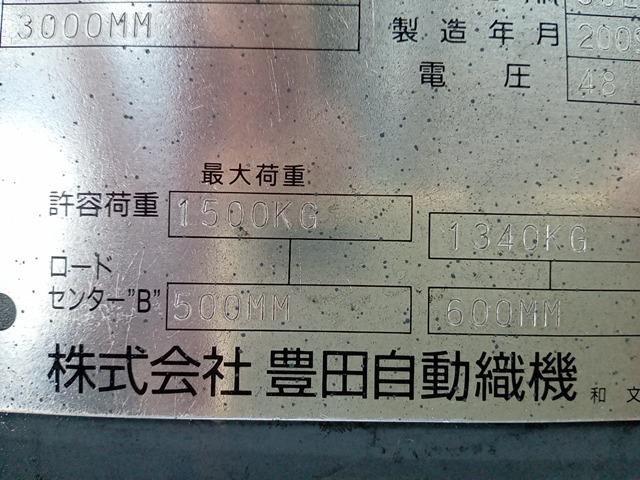 3000MM
製造年月 200
電圧 48
最大荷重
許容荷重 1500KG 1340KG
ロード
センター"B" 500MM 600MM
株式会社 豊田自動織機 和文